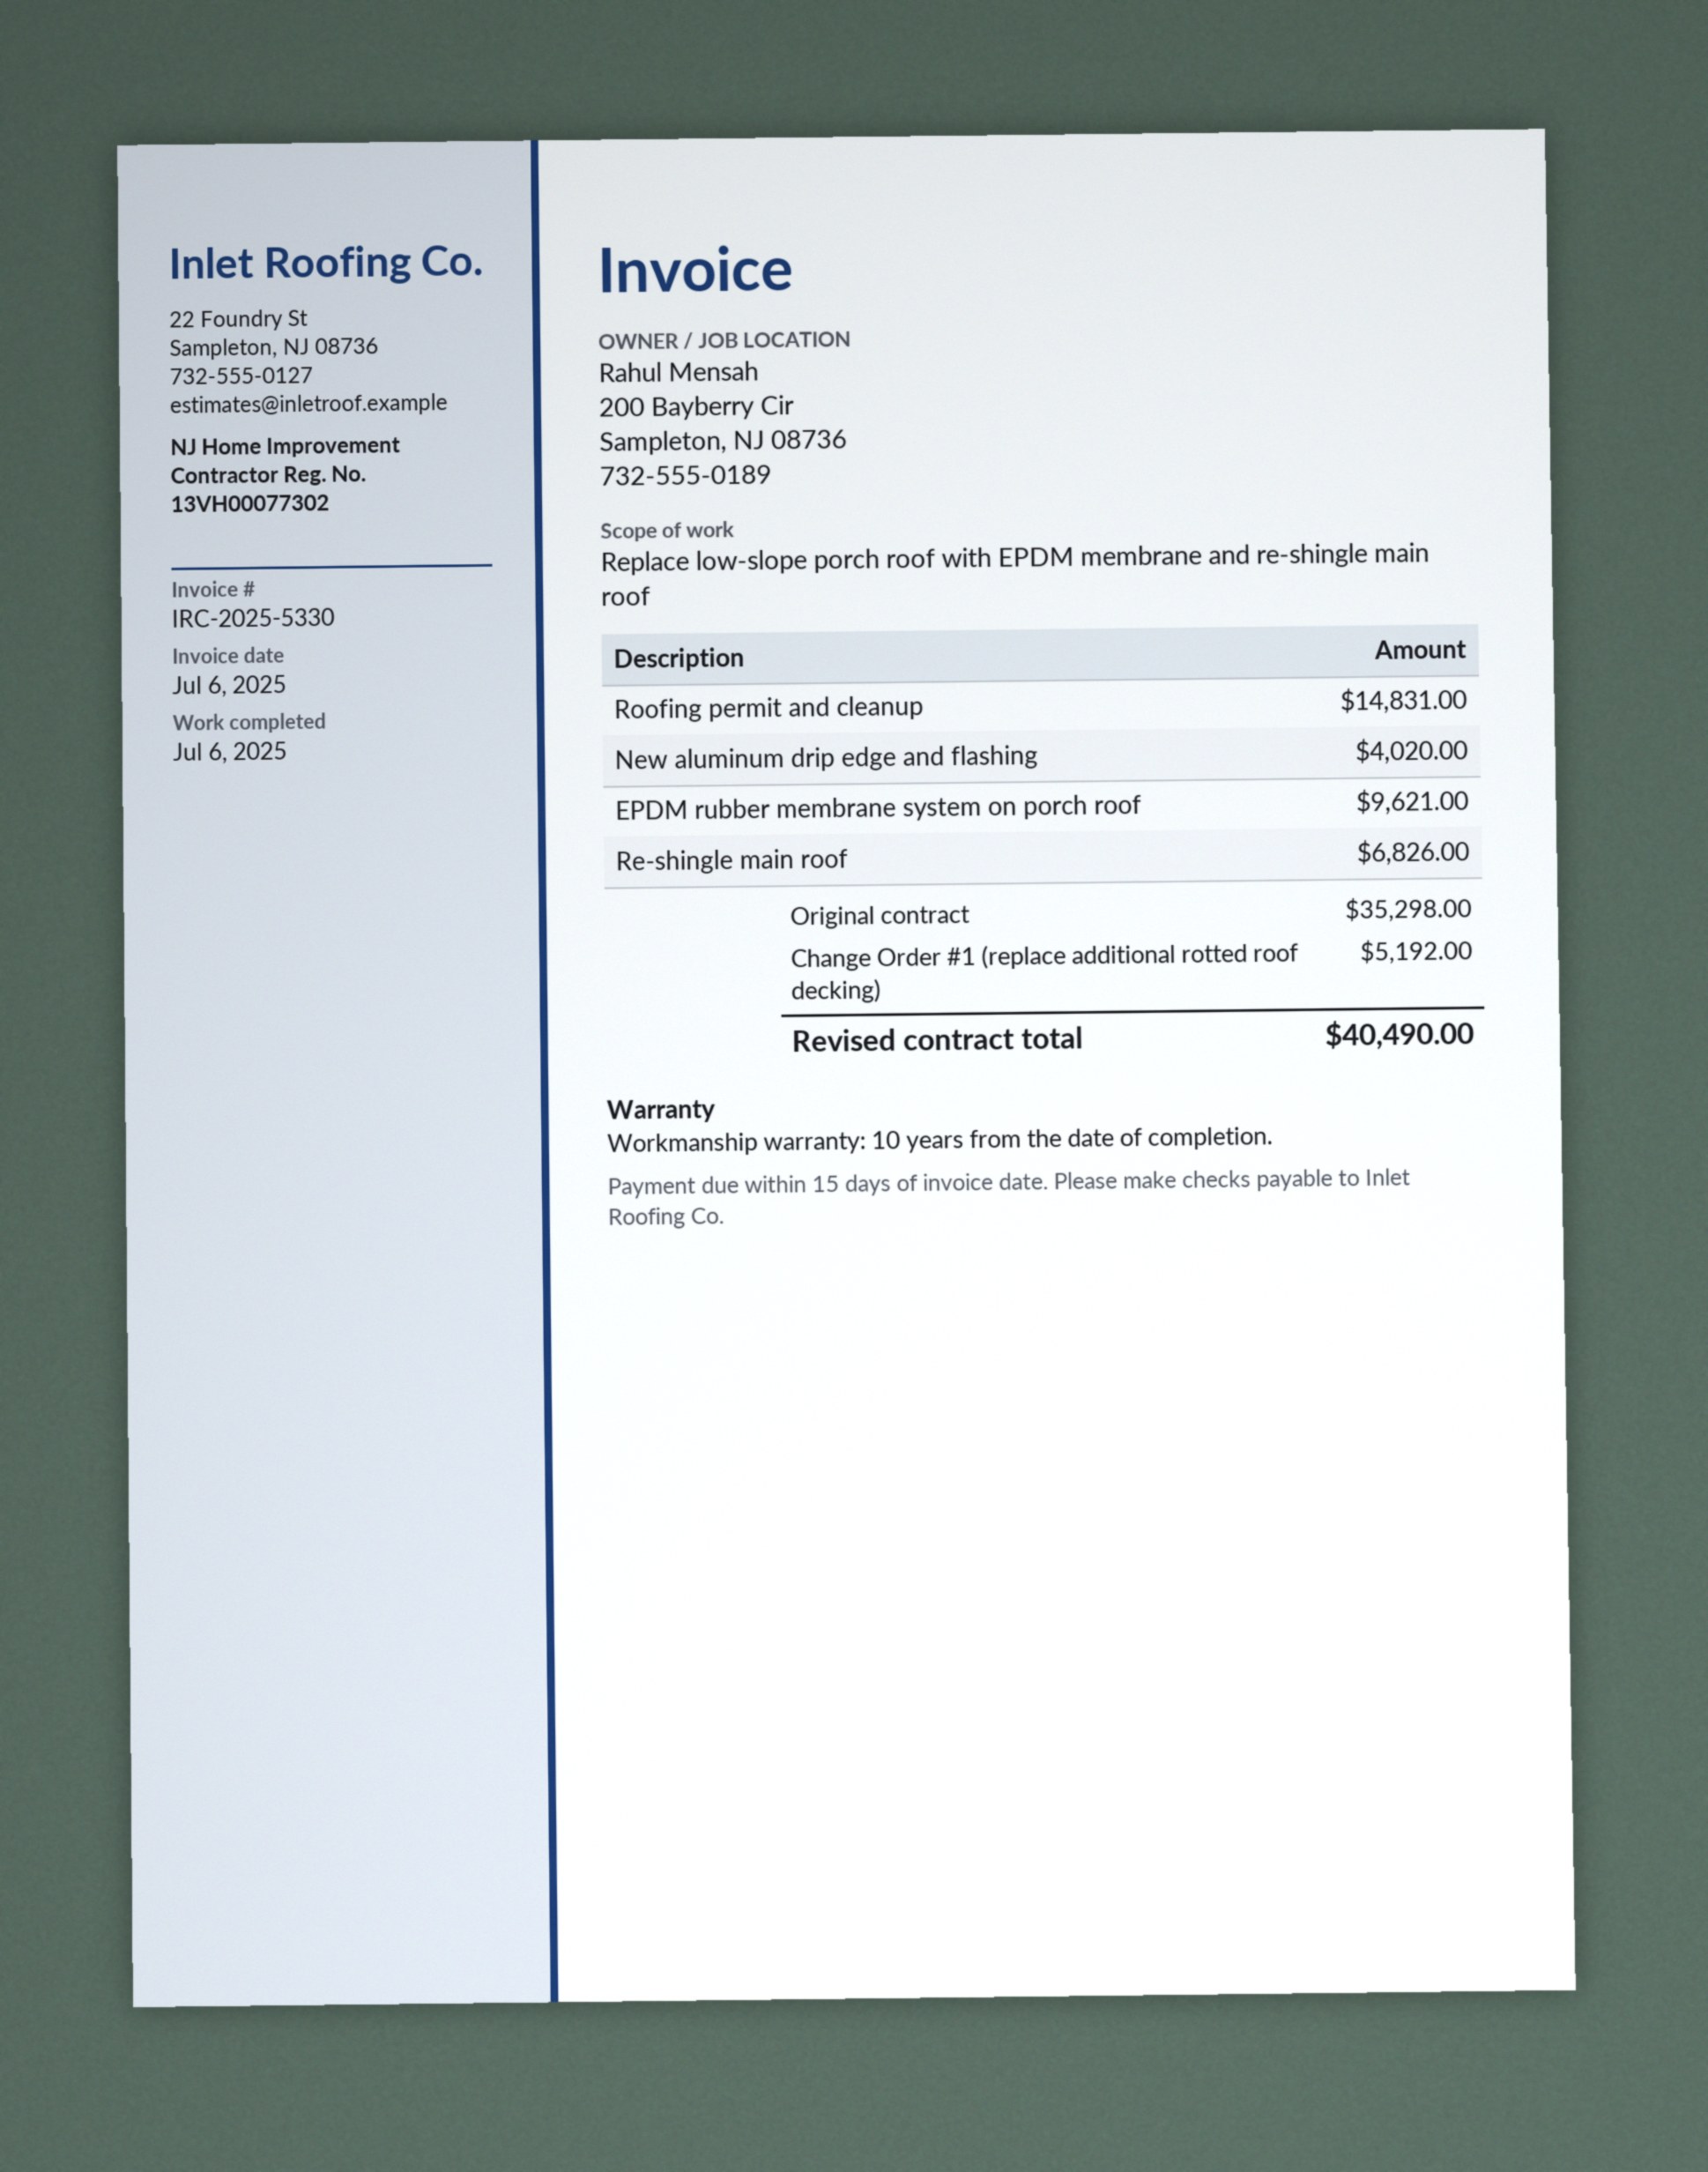 Inlet Roofing Co.
22 Foundry St
Sampleton, NJ 08736
732-555-0127
estimates@inletroof.example
NJ Home Improvement
Contractor Reg. No.
13VH00077302
Invoice #
IRC-2025-5330
Invoice date
Jul 6, 2025
Work completed
Jul 6, 2025
Invoice
OWNER / JOB LOCATION
Rahul Mensah
200 Bayberry Cir
Sampleton, NJ 08736
732-555-0189
Scope of work
Replace low-slope porch roof with EPDM membrane and re-shingle main
roof
Description Amount
Roofing permit and cleanup $14,831.00
New aluminum drip edge and flashing $4,020.00
EPDM rubber membrane system on porch roof $9,621.00
Re-shingle main roof $6,826.00
Original contract $35,298.00
Change Order #1 (replace additional rotted roof $5,192.00
decking)
Revised contract total $40,490.00
Warranty
Workmanship warranty: 10 years from the date of completion.
Payment due within 15 days of invoice date. Please make checks payable to Inlet
Roofing Co.